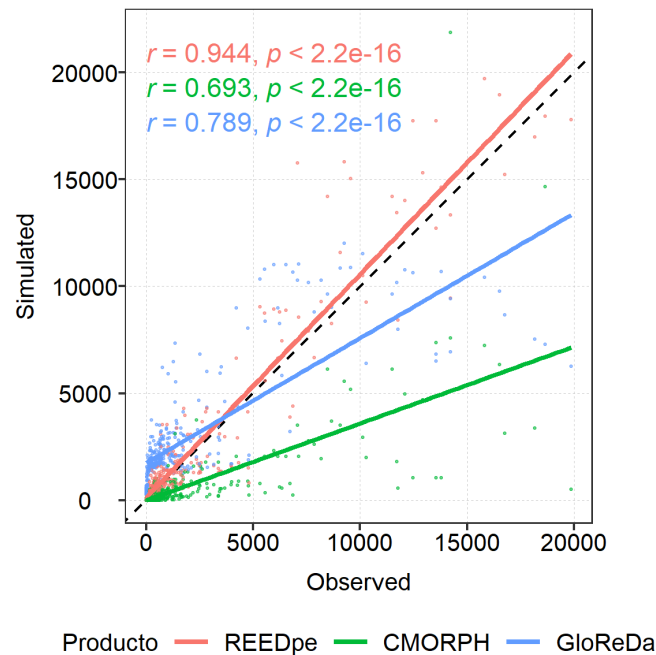 r = 0.944, p < 2.2e-16
r = 0.693, p < 2.2e-16
r = 0.789, p < 2.2e-16
20000
15000
10000
5000
0
Simulated
0 5000 10000 15000 20000
Observed
Producto REEDpe CMORPH GloReDa